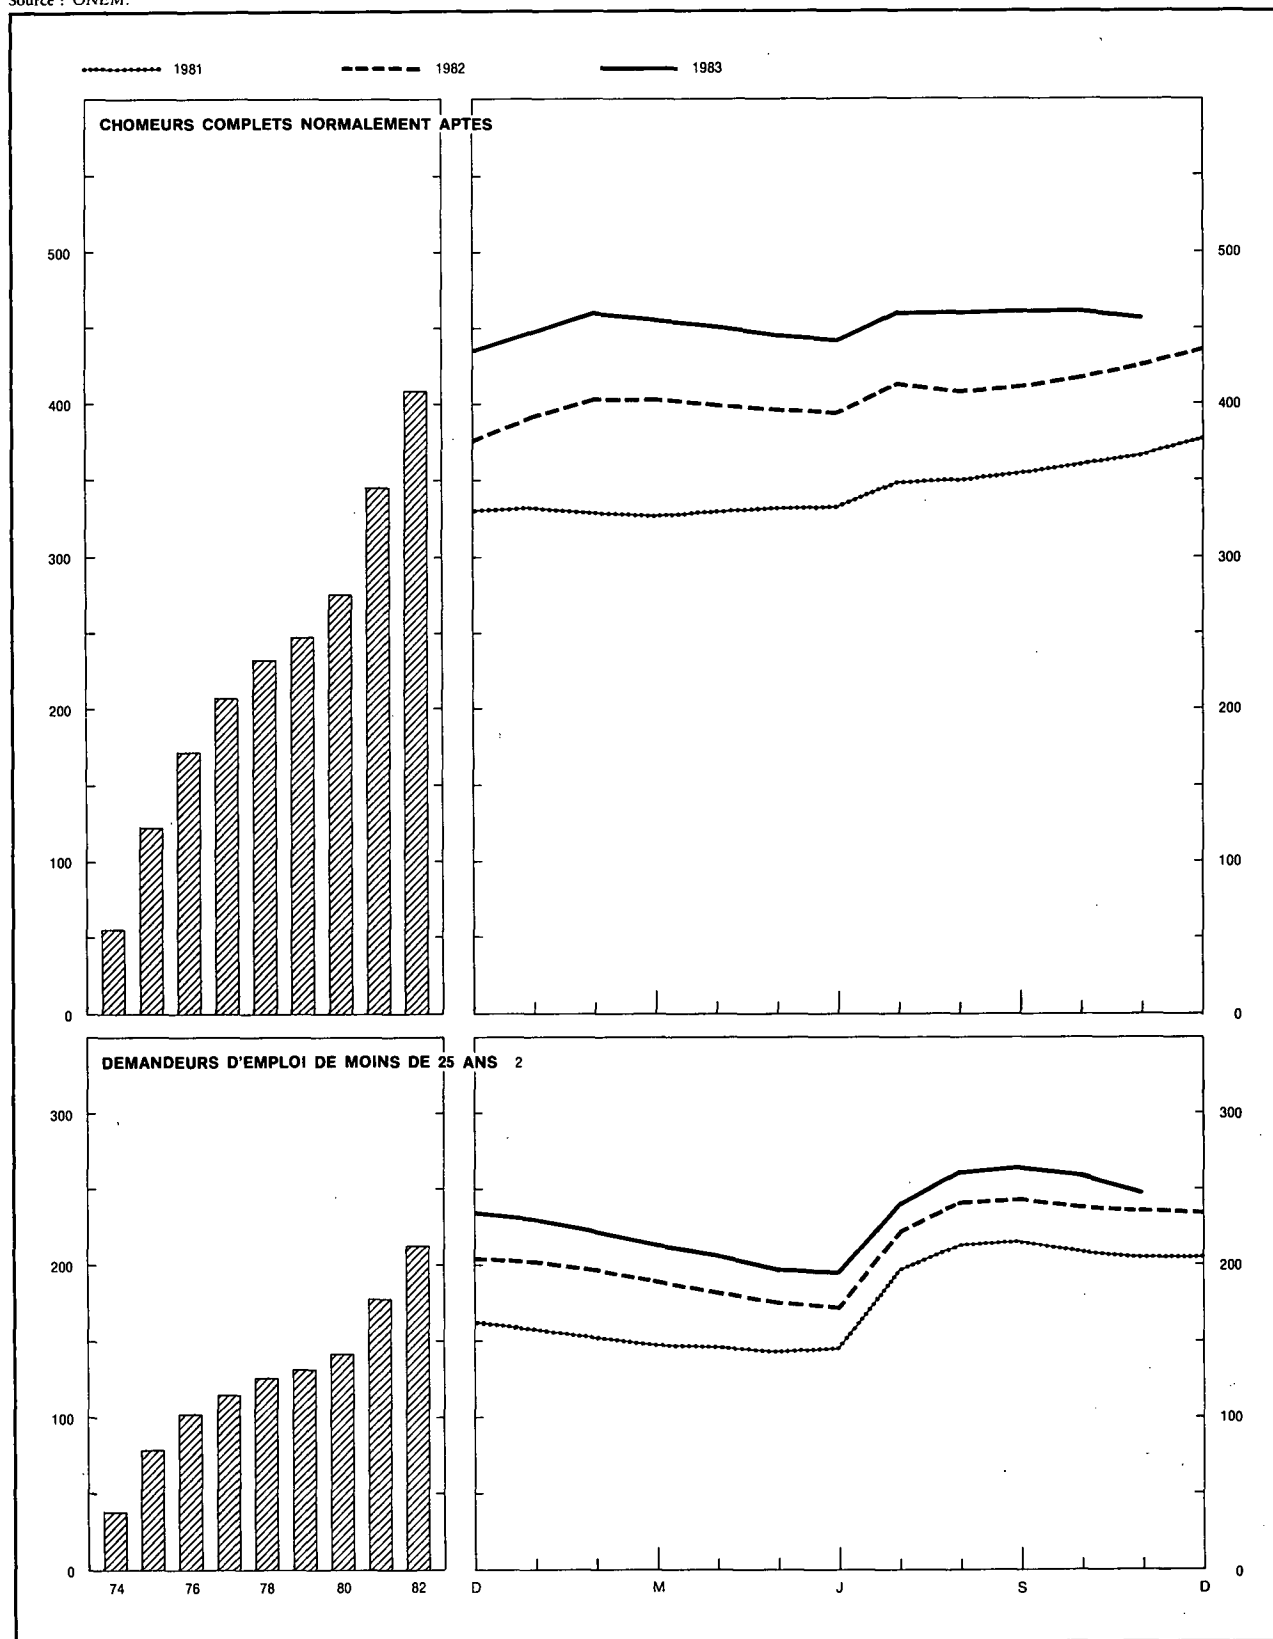 Source : ONEM.
1981 1982 1983
CHOMEURS COMPLETS NORMALEMENT APTES
500 500
400 400
300 300
200 200
100 100
0 0
DEMANDEURS D'EMPLOI DE MOINS DE 25 ANS 2
300 300
200 200
100 100
0 0
74 76 78 80 82 D M J S D